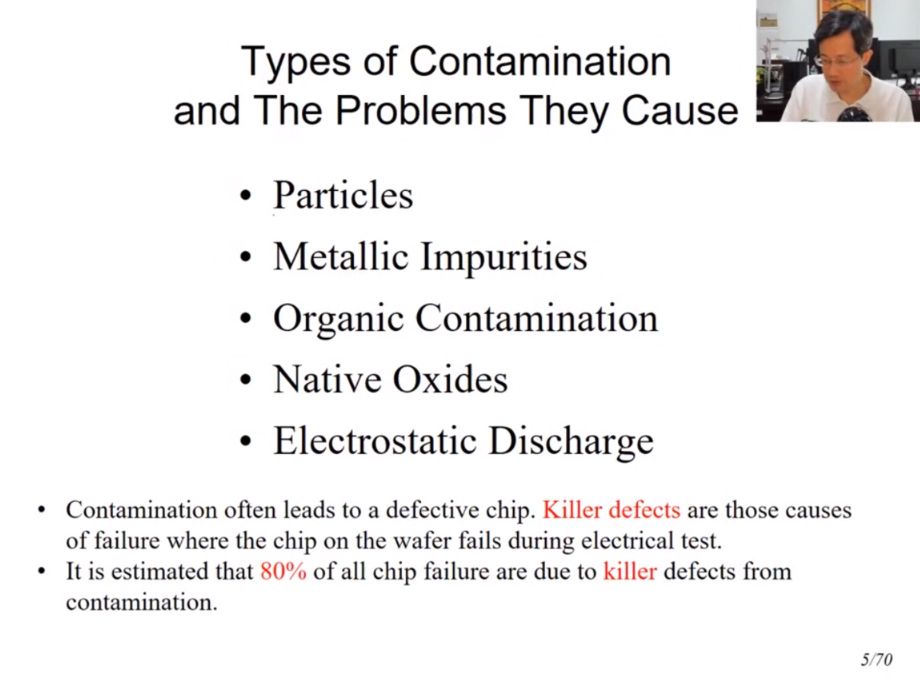 Types of Contamination
and The Problems They Cause
• Particles
• Metallic Impurities
• Organic Contamination
• Native Oxides
• Electrostatic Discharge
• Contamination often leads to a defective chip. Killer defects are those causes
of failure where the chip on the wafer fails during electrical test.
• It is estimated that 80% of all chip failure are due to killer defects from
contamination.
5/70